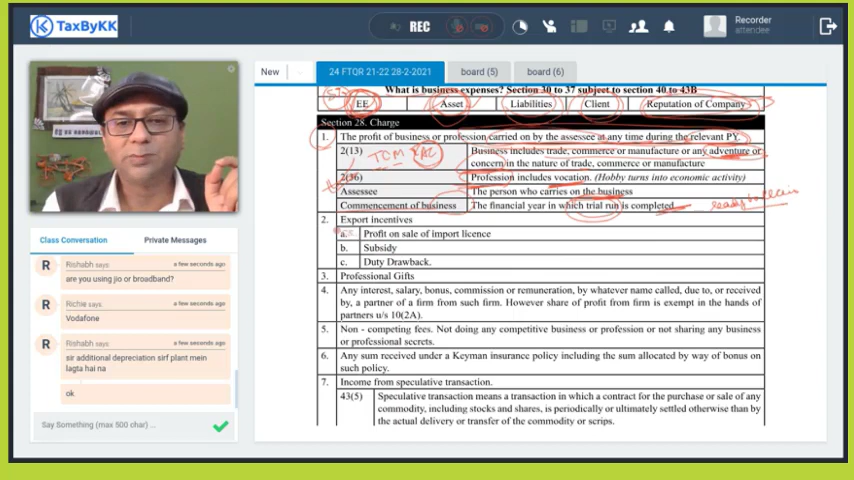 TaxByKK
REC
Recorder
attendee
New
24 FTQR 21-22 28-2-2021
board (5)
board (6)
What is business expenses? Section 30 to 37 subject to section 40 to 43B
EE
Asset
Liabilities
Client
Reputation of Company
Section 28. Charge
1. The profit of business or profession carried on by the assessee at any time during the relevant PY.
2(13) Business includes trade, commerce or manufacture or any adventure or
concern in the nature of trade, commerce or manufacture
TCM
2(36) Profession includes vocation. (Hobby turns into economic activity)
Assessee The person who carries on the business
Commencement of business The financial year in which trial run is completed
2. Export incentives
a. Profit on sale of import licence
b. Subsidy
c. Duty Drawback.
3. Professional Gifts
4. Any interest, salary, bonus, commission or remuneration, by whatever name called, due to, or received
by, a partner of a firm from such firm. However share of profit from firm is exempt in the hands of
partners u/s 10(2A).
5. Non - competing fees. Not doing any competitive business or profession or not sharing any business
or professional secrets.
6. Any sum received under a Keyman insurance policy including the sum allocated by way of bonus on
such policy.
7. Income from speculative transaction.
43(5) Speculative transaction means a transaction in which a contract for the purchase or sale of any
commodity, including stocks and shares, is periodically or ultimately settled otherwise than by
the actual delivery or transfer of the commodity or scrips.
Class Conversation
Private Messages
R
Rishabh says
a few seconds ago
are you using jio or broadband?
R
Richie says
a few seconds ago
Vodafone
R
Rishabh says
a few seconds ago
sir additional depreciation sirf plant mein
lagta hai na
ok
Say Something (max 500 char) ...